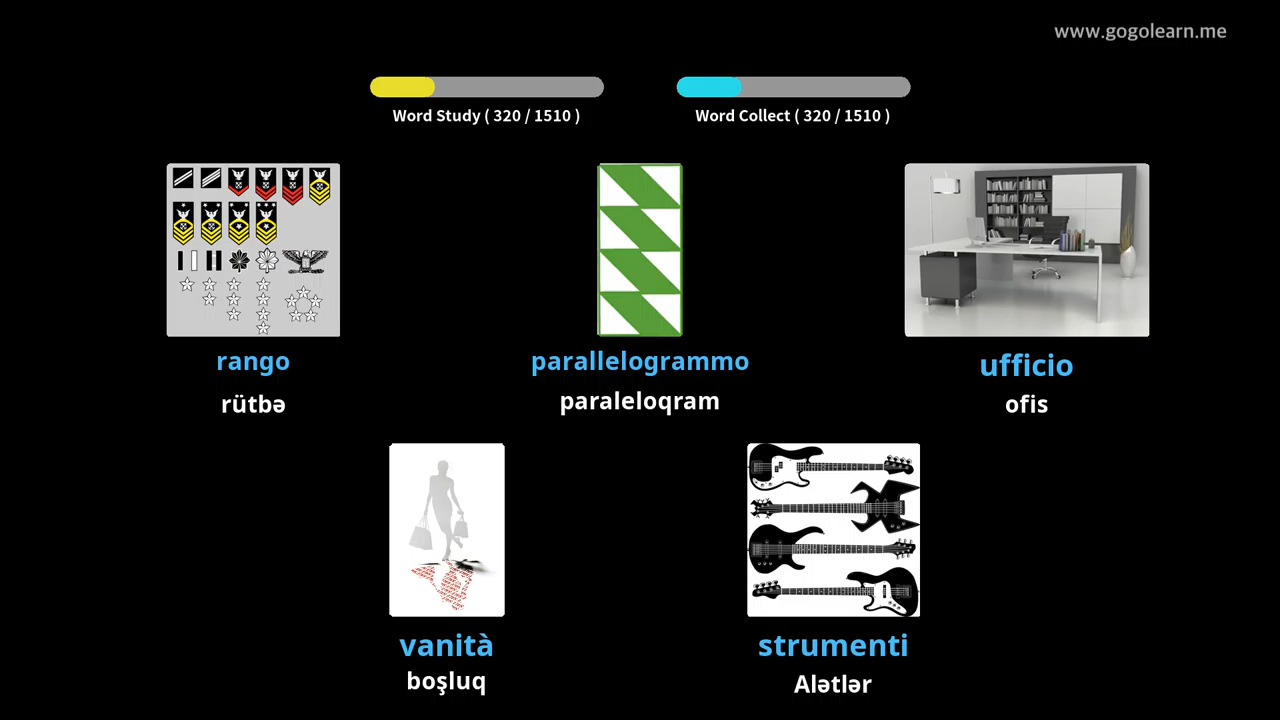 www.gogolearn.me
Word Study ( 320 / 1510 )
Word Collect ( 320 / 1510 )
rango
parallelogrammo
ufficio
rütbə
paraleloqram
ofis
vanità
strumenti
boşluq
Alətlər